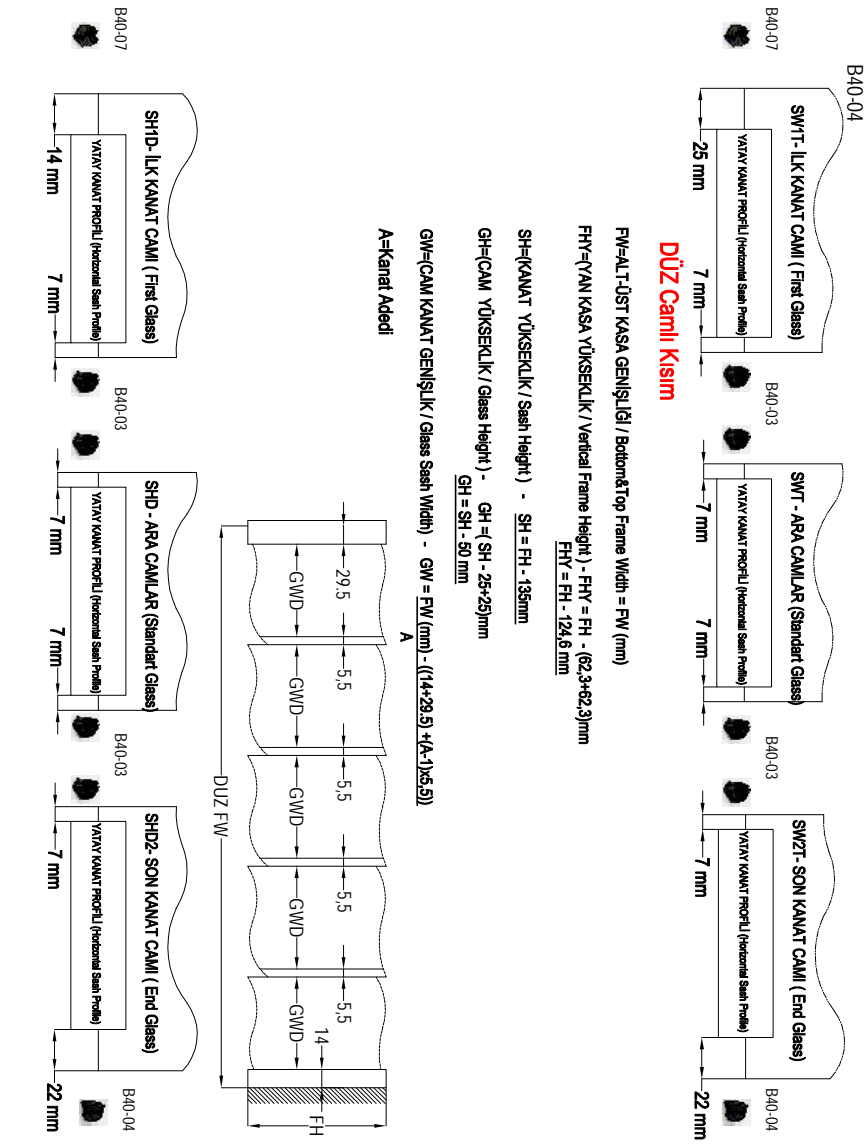 B40-04
B40-07
B40-03
B40-03
B40-04
SW1T- İLK KANAT CAMI ( First Glass)
SWT - ARA CAMLAR (Standart Glass)
SW2T- SON KANAT CAMI ( End Glass)
YATAY KANAT PROFİLİ (Horizontal Sash Profile)
YATAY KANAT PROFİLİ (Horizontal Sash Profile)
YATAY KANAT PROFİLİ (Horizontal Sash Profile)
25 mm
7 mm
7 mm
7 mm
7 mm
22 mm
DÜZ Camlı Kısım
FW=ALT-ÜST KASA GENİŞLİĞİ / Bottom&Top Frame Width = FW (mm)
FHY=(YAN KASA YÜKSEKLİK / Vertical Frame Height ) - FHY = FH - (62,3+62,3)mm
FHY = FH - 124,6 mm
SH=(KANAT YÜKSEKLİK / Sash Height ) - SH = FH - 135mm
GH=(CAM YÜKSEKLİK / Glass Height ) - GH =( SH - 25+25)mm
GH = SH - 50 mm
GW=(CAM KANAT GENİŞLİK / Glass Sash Width) - GW = FW (mm) - ((14+29.5) +(A-1)x5,5))
A
A=Kanat Adedi
29.5
5,5
5,5
5,5
5,5
14
FH
GWD
GWD
GWD
GWD
GWD
DUZ FW
B40-07
B40-03
B40-03
B40-04
SH1D- İLK KANAT CAMI ( First Glass)
SHD - ARA CAMLAR (Standart Glass)
SHD2- SON KANAT CAMI ( End Glass)
YATAY KANAT PROFİLİ (Horizontal Sash Profile)
YATAY KANAT PROFİLİ (Horizontal Sash Profile)
YATAY KANAT PROFİLİ (Horizontal Sash Profile)
14 mm
7 mm
7 mm
7 mm
7 mm
22 mm